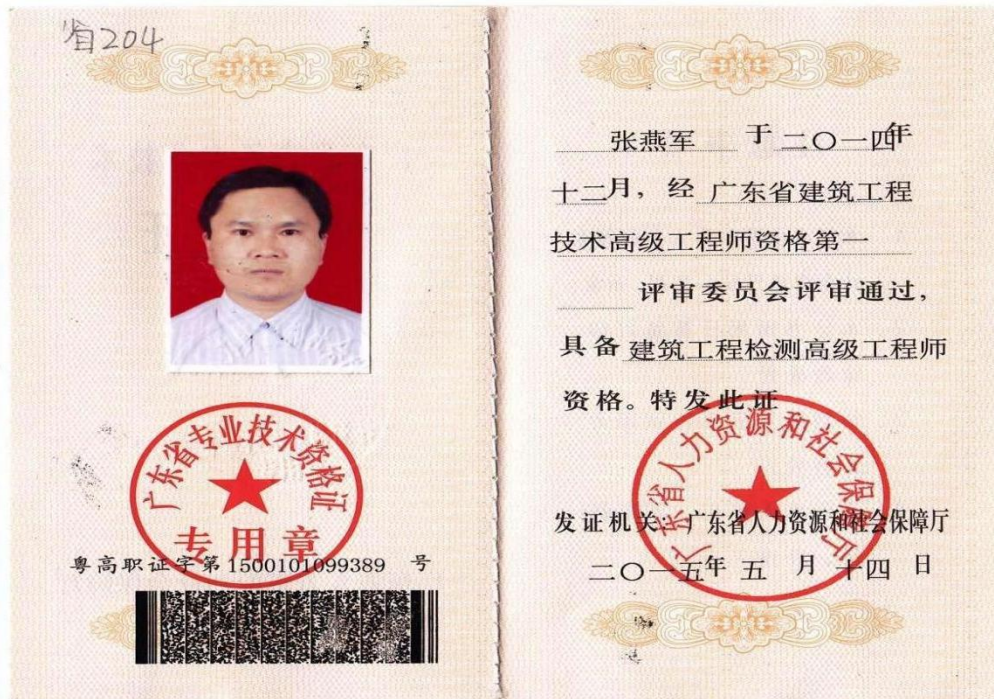 省204
广东省专业技术资格证
专用章
粤高职证字第1500101099389 号
张燕军 于 二〇一四年
十二月，经 广东省建筑工程
技术高级工程师资格第一
评审委员会评审通过，
具备 建筑工程检测高级工程师
资格。特发此证
广东省人力资源和社会保障厅
发证机关：广东省人力资源和社会保障厅
二〇一五年 五 月 十四 日